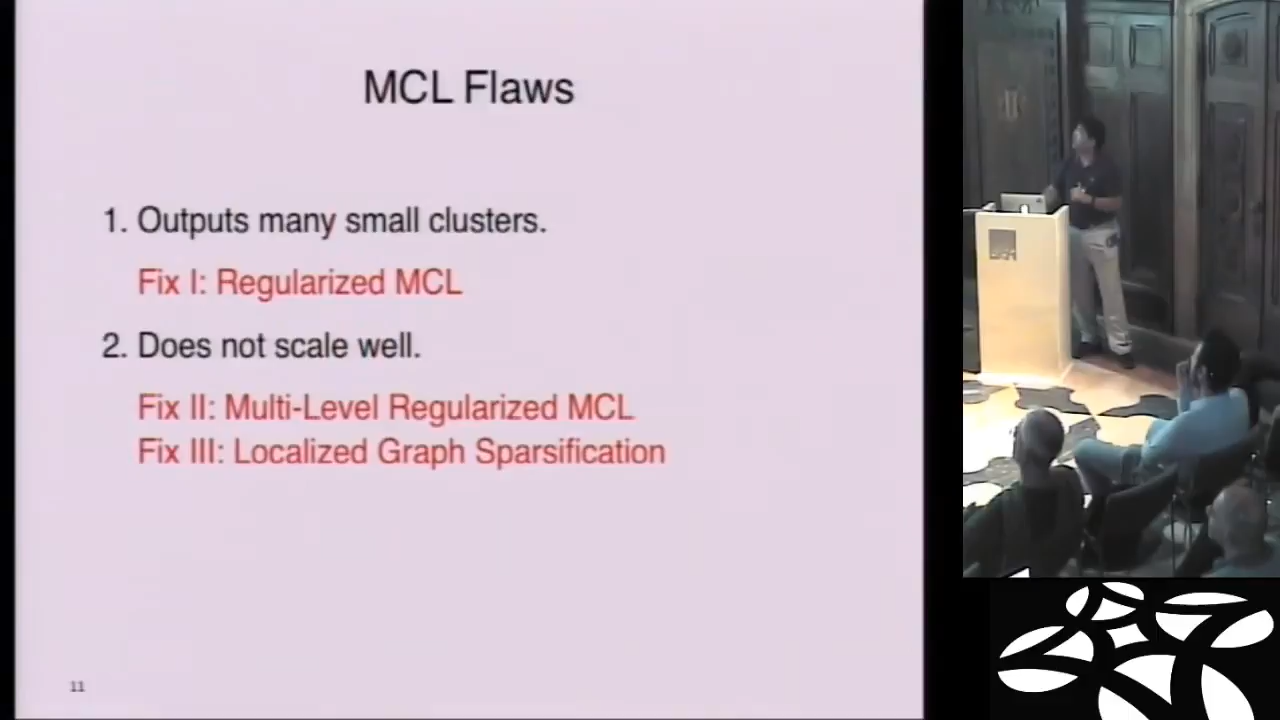 MCL Flaws
1. Outputs many small clusters.
Fix I: Regularized MCL
2. Does not scale well.
Fix II: Multi-Level Regularized MCL
Fix III: Localized Graph Sparsification
11